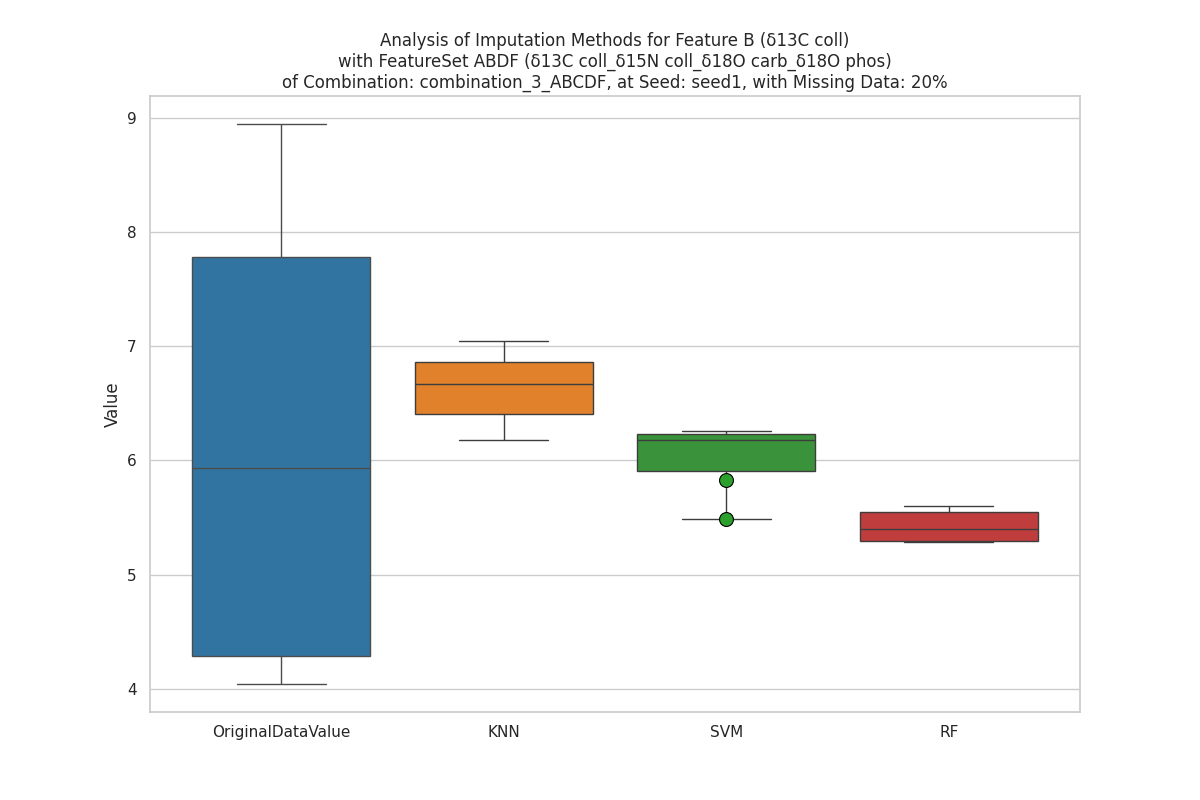 Analysis of Imputation Methods for Feature B (δ13C coll)
with FeatureSet ABDF (δ13C coll_δ15N coll_δ18O carb_δ18O phos)
of Combination: combination_3_ABCDF, at Seed: seed1, with Missing Data: 20%
9
8
7
6
5
4
Value
OriginalDataValue
KNN
SVM
RF